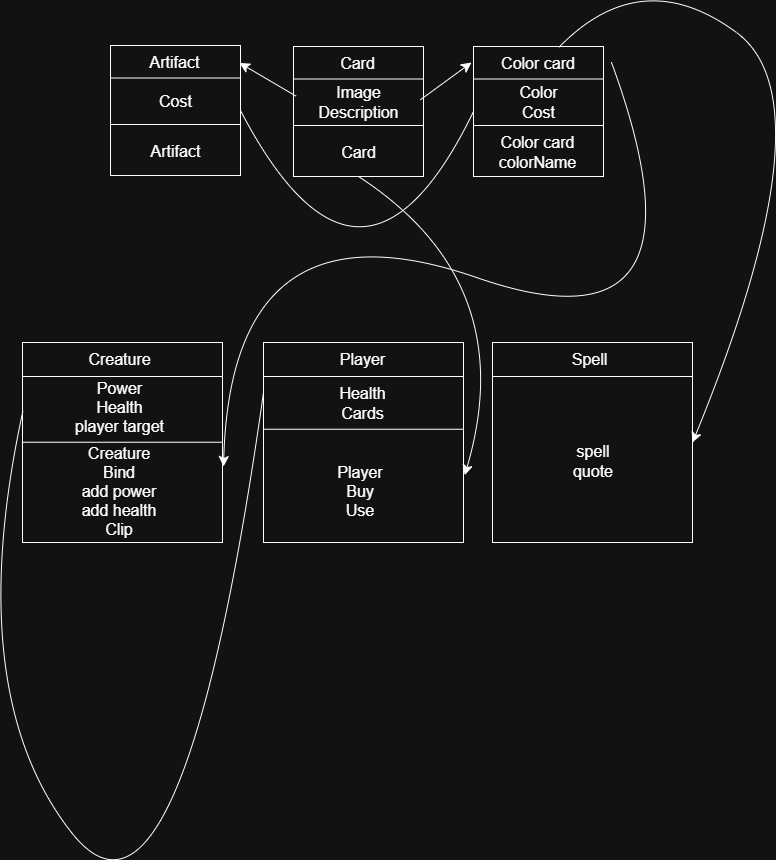 Artifact
Cost
Artifact
Card
Image
Description
Card
Color card
Color
Cost
Color card
colorName
Creature
Power
Health
player target
Creature
Bind
add power
add health
Clip
Player
Health
Cards
Player
Buy
Use
Spell
spell
quote